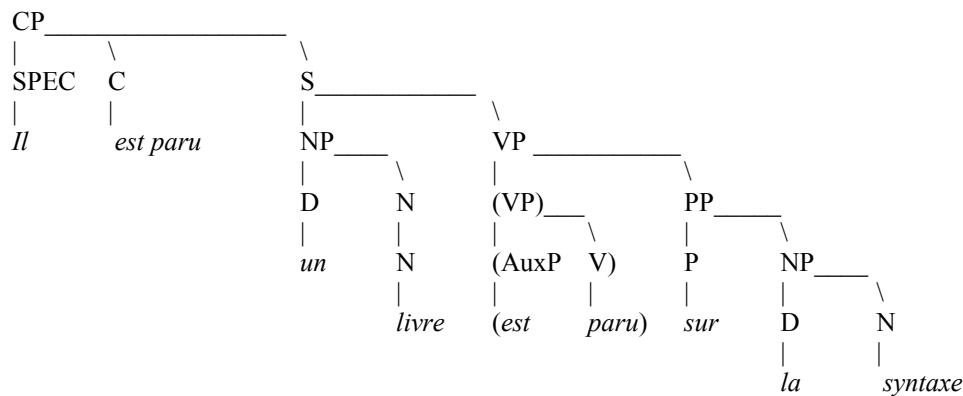 CP
SPEC C S
Il est paru NP VP
D N (VP) PP
un N (AuxP V) P NP
livre (est paru) sur D N
la syntaxe